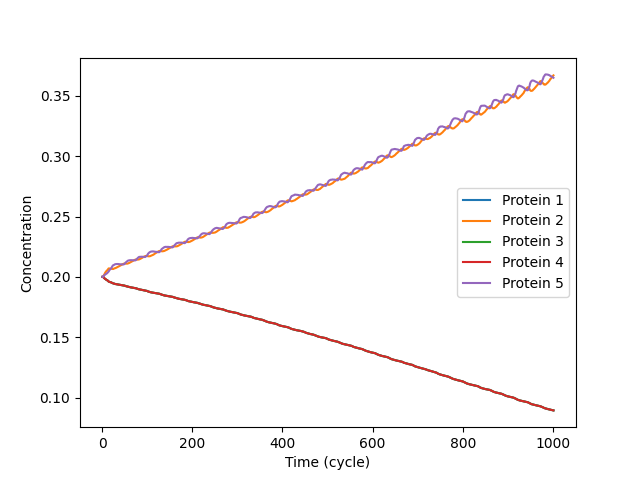 0.35
0.30
0.25
0.20
0.15
0.10
Concentration
0
200
400
600
800
1000
Time (cycle)
Protein 1
Protein 2
Protein 3
Protein 4
Protein 5